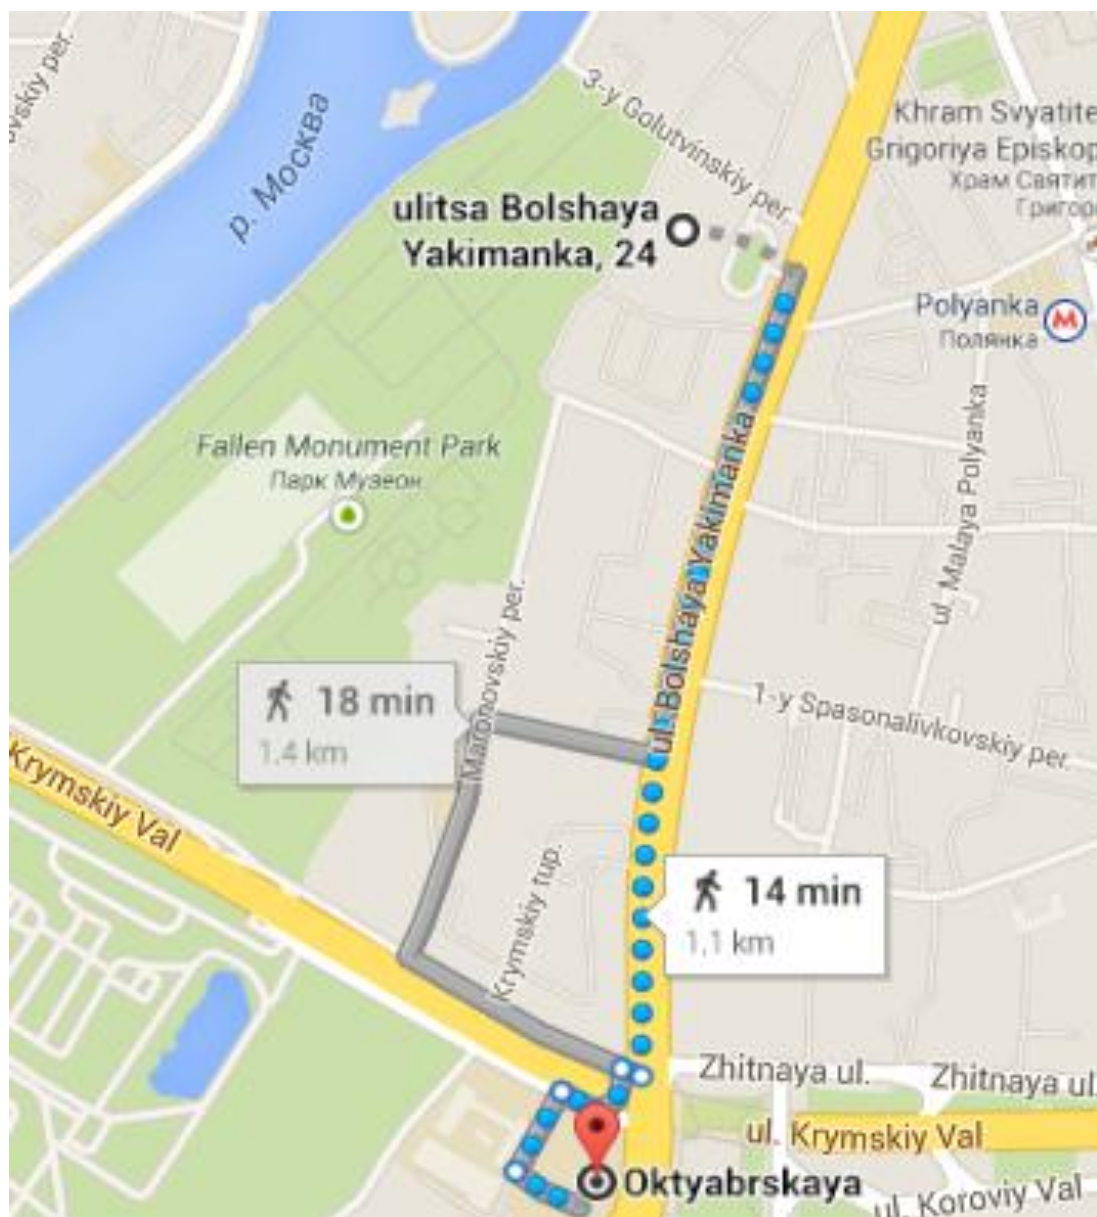 ovskiy per.
р. Москва
3-y Golutvinskiy per.
Khram Svyatite
Grigoriya Episkop
Храм Святит
Григор
ulitsa Bolshaya
Yakimanka, 24
Polyanka
Полянка
M
Fallen Monument Park
Парк Музеон
ul. Bolshaya Yakimanka
ul. Malaya Polyanka
Maronovskiy per.
18 min
1.4 km
1-y Spasonalivkovskiy per.
Krymskiy Val
Krymskiy tup.
14 min
1,1 km
Zhitnaya ul.
Zhitnaya ul.
ul. Krymskiy Val
Oktyabrskaya
ul. Koroviy Val